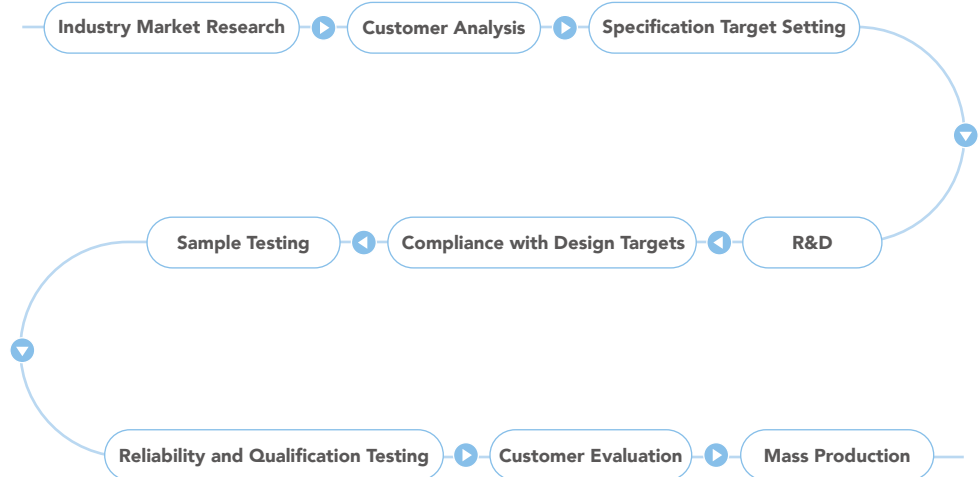 Industry Market Research
Customer Analysis
Specification Target Setting
R&D
Compliance with Design Targets
Sample Testing
Reliability and Qualification Testing
Customer Evaluation
Mass Production